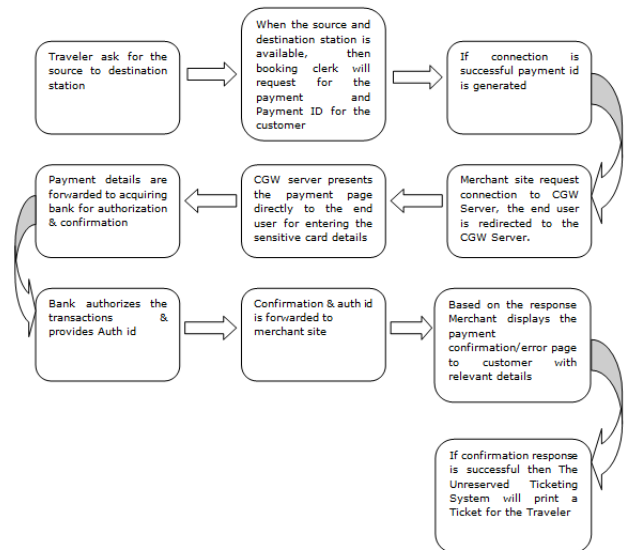 Traveler ask for the
source to destination
station
When the source and
destination station is
available, then
booking clerk will
request for the
payment and
Payment ID for the
customer
If connection is
successful payment id
is generated
Merchant site request
connection to CGW
Server, the end user
is redirected to the
CGW Server.
CGW server presents
the payment page
directly to the end
user for entering the
sensitive card details
Payment details are
forwarded to acquiring
bank for authorization
& confirmation
Bank authorizes the
transactions &
provides Auth id
Confirmation & auth id
is forwarded to
merchant site
Based on the response
Merchant displays the
payment
confirmation/error page
to customer with
relevant details
If confirmation response
is successful then The
Unreserved Ticketing
System will print a
Ticket for the Traveler